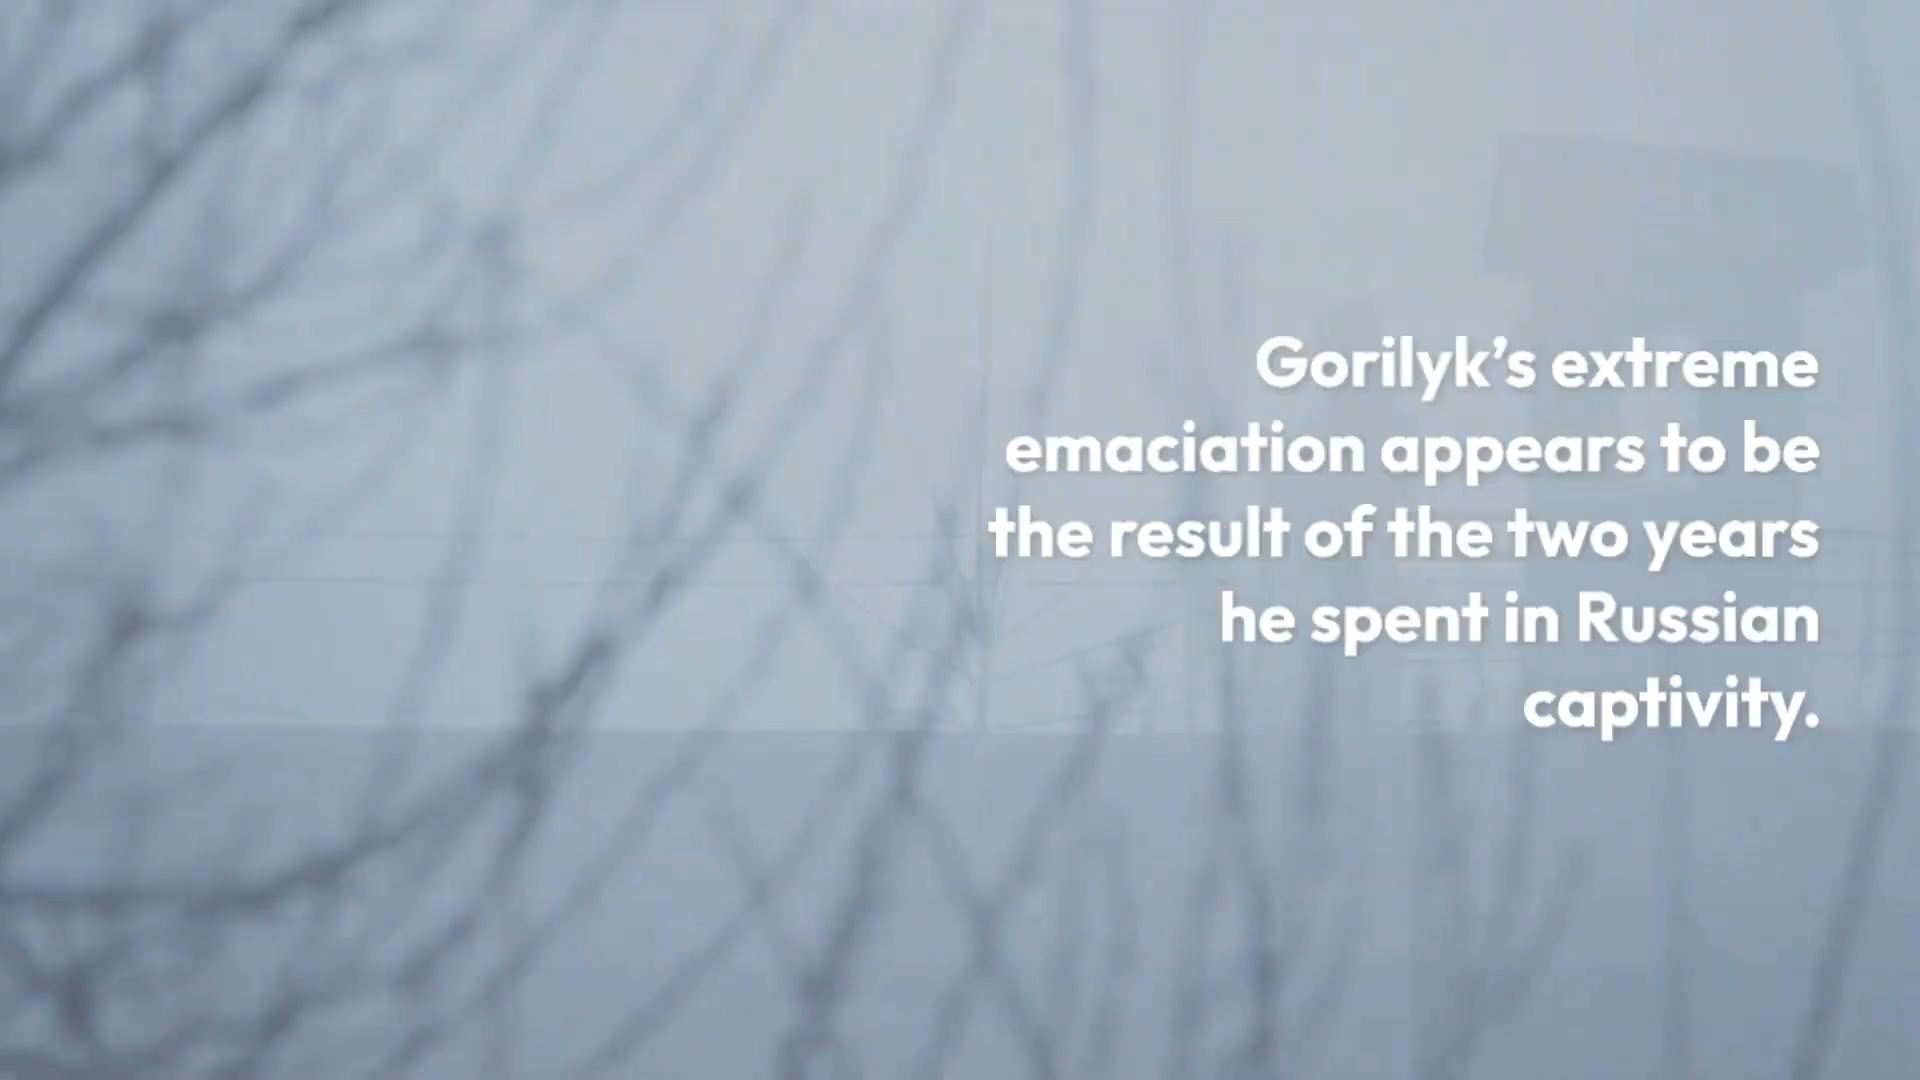 Gorilyk’s extreme
emaciation appears to be
the result of the two years
he spent in Russian
captivity.